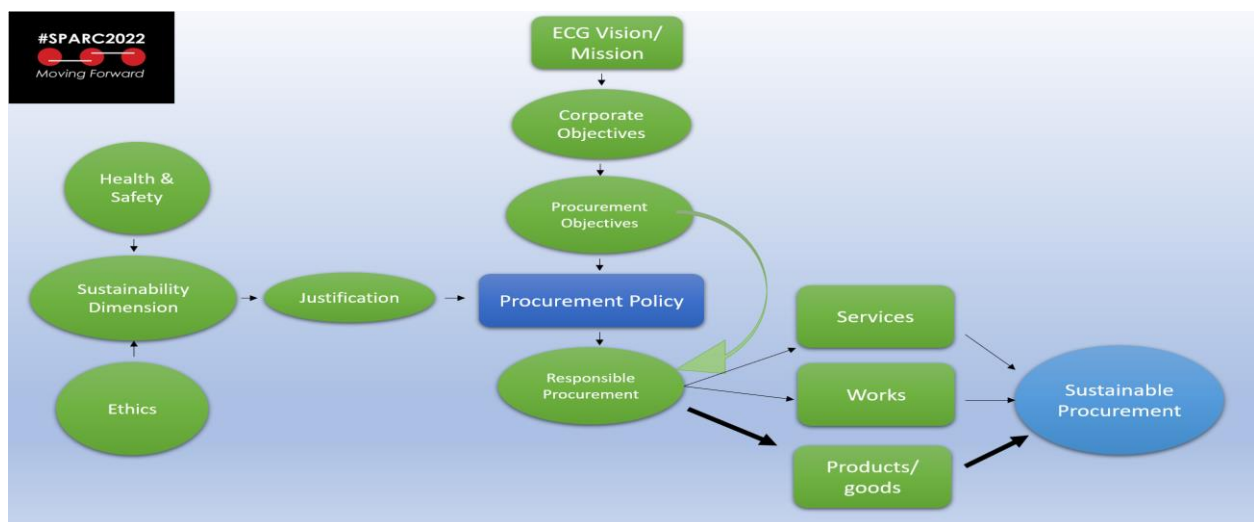 #SPARC2022
Moving Forward
ECG Vision/
Mission
Corporate
Objectives
Health &
Safety
Procurement
Objectives
Sustainability
Dimension
Justification
Procurement Policy
Services
Responsible
Procurement
Works
Sustainable
Procurement
Ethics
Products/
goods